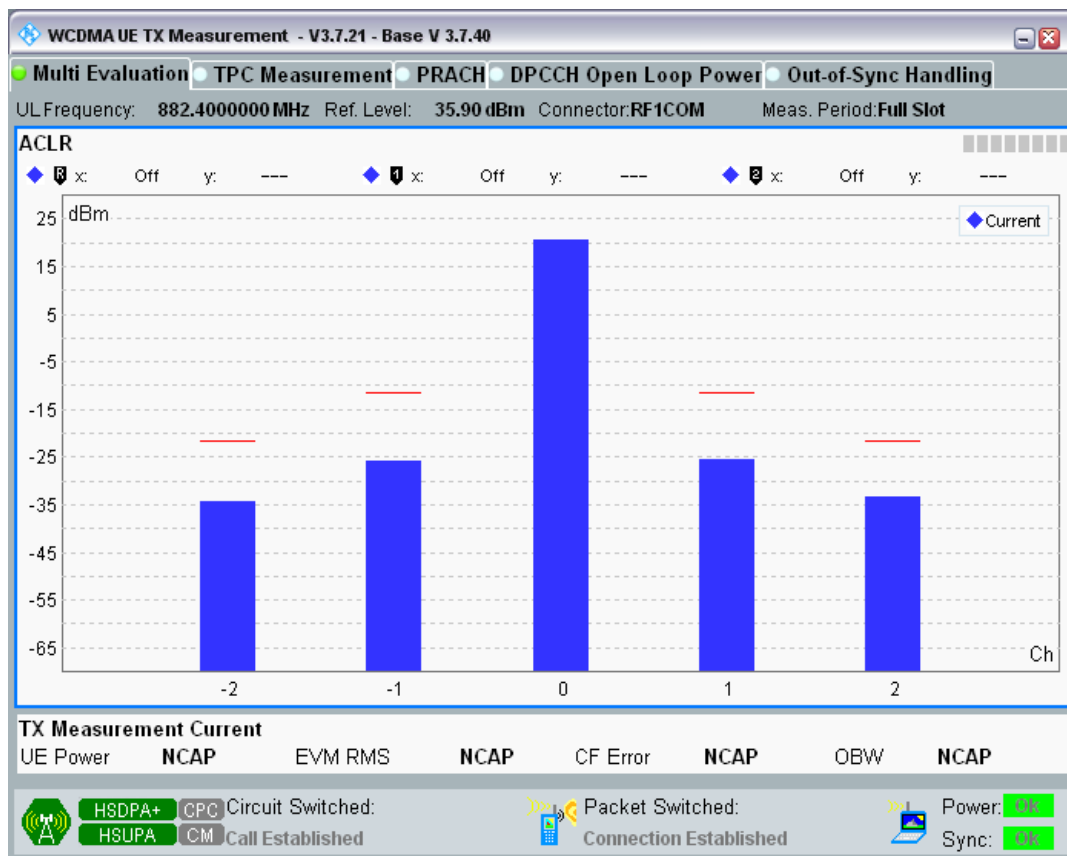 WCDMA UE TX Measurement - V3.7.21 - Base V 3.7.40
Multi Evaluation TPC Measurement PRACH DPCCH Open Loop Power Out-of-Sync Handling
UL Frequency: 882.4000000 MHz Ref. Level: 35.90 dBm Connector:RF1COM Meas. Period:Full Slot
ACLR
R x: Off y: --- 1 x: Off y: --- 2 x: Off y: ---
dBm
Current
25
15
5
-5
-15
-25
-35
-45
-55
-65
Ch
-2 -1 0 1 2
TX Measurement Current
UE Power NCAP EVM RMS NCAP CF Error NCAP OBW NCAP
HSDPA+ CPC Circuit Switched: Packet Switched: Power: OK
HSUPA CM Call Established Connection Established Sync: OK